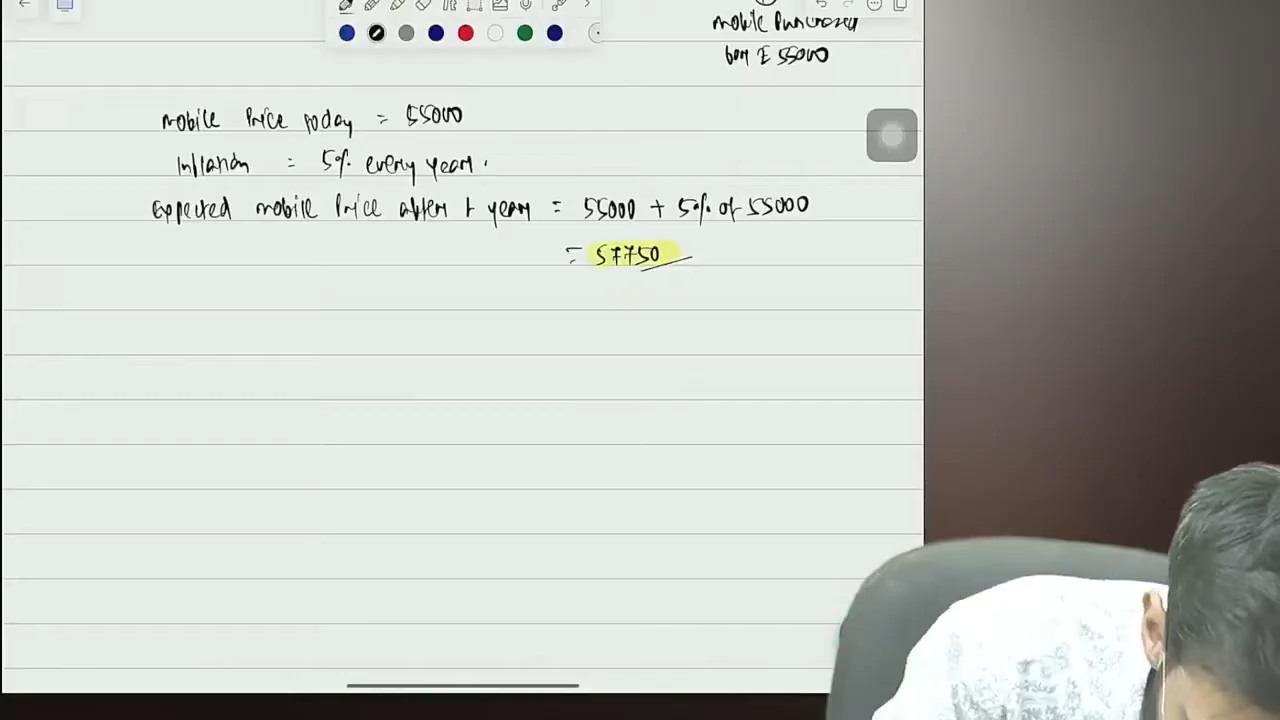 mobile Purchased
for ₹ 55000
Mobile Price today = 55000
Inflation = 5% every year.
Expected mobile Price after 1 year = 55000 + 5% of 55000
= 57750